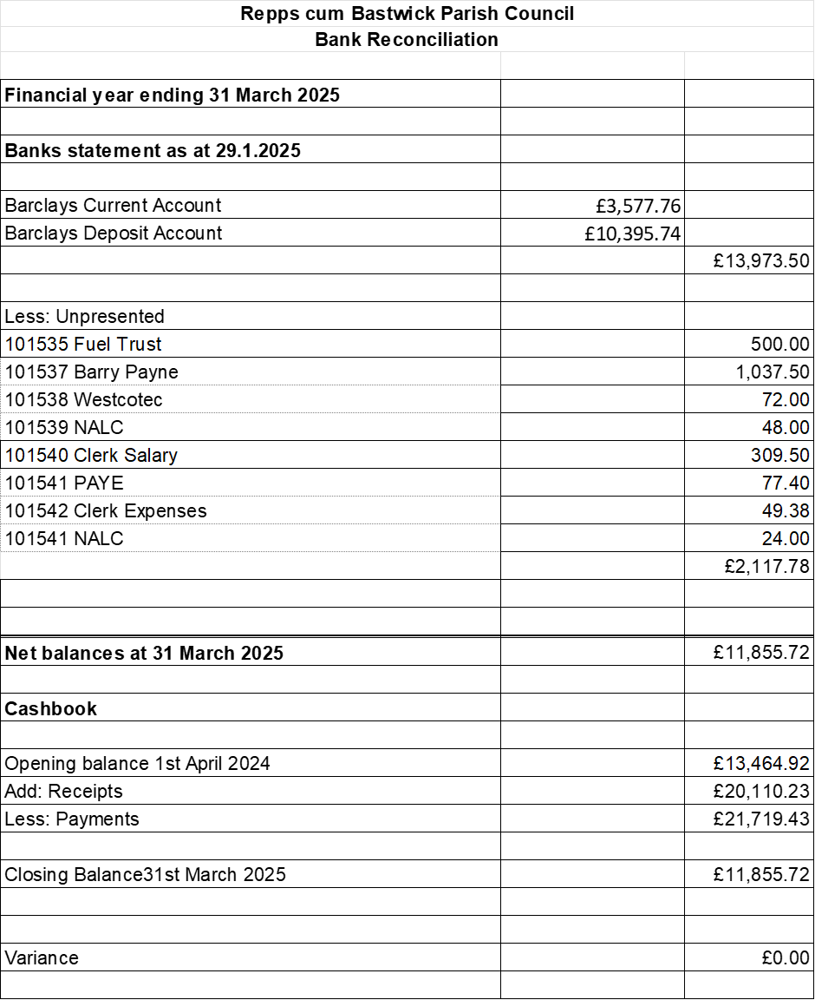 Repps cum Bastwick Parish Council
Bank Reconciliation
Financial year ending 31 March 2025
Banks statement as at 29.1.2025
Barclays Current Account £3,577.76
Barclays Deposit Account £10,395.74
£13,973.50
Less: Unpresented
101535 Fuel Trust 500.00
101537 Barry Payne 1,037.50
101538 Westcotec 72.00
101539 NALC 48.00
101540 Clerk Salary 309.50
101541 PAYE 77.40
101542 Clerk Expenses 49.38
101541 NALC 24.00
£2,117.78
Net balances at 31 March 2025 £11,855.72
Cashbook
Opening balance 1st April 2024 £13,464.92
Add: Receipts £20,110.23
Less: Payments £21,719.43
Closing Balance31st March 2025 £11,855.72
Variance £0.00